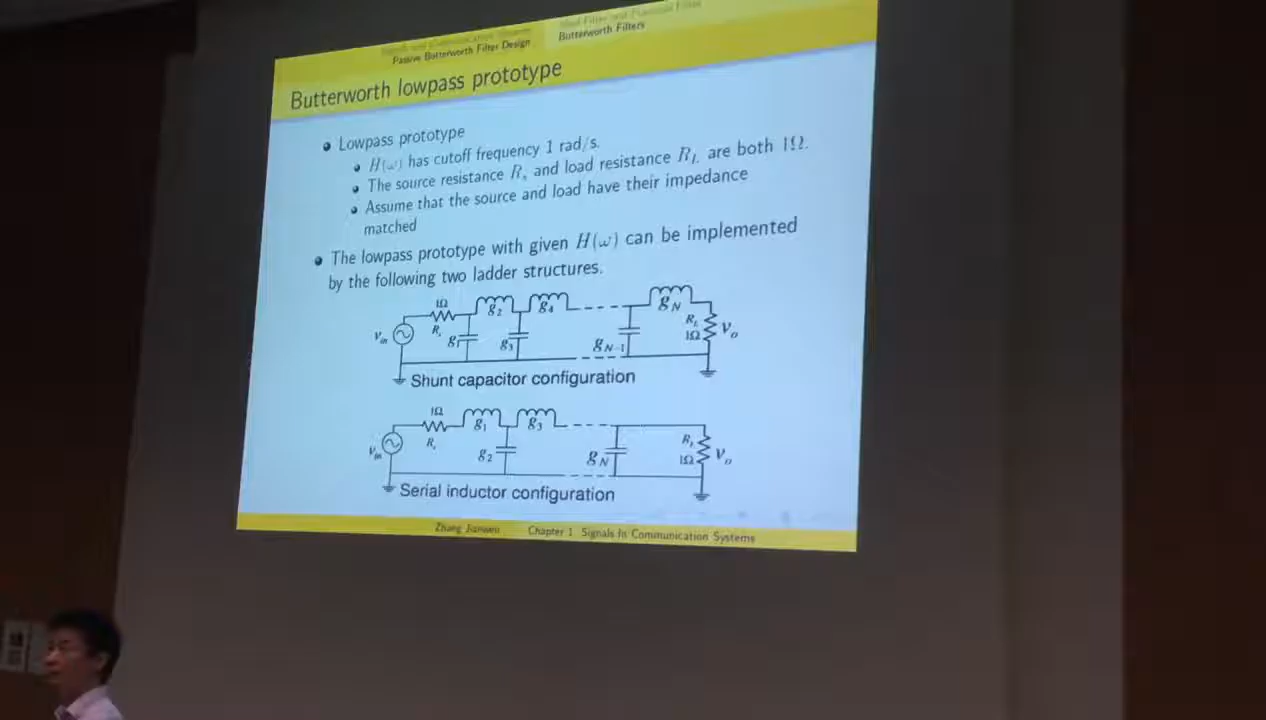 Passive Butterworth Filter Design
Butterworth Filters
Butterworth lowpass prototype
Lowpass prototype
H(ω) has cutoff frequency 1 rad/s.
The source resistance Rs and load resistance RL are both 1Ω.
Assume that the source and load have their impedance
matched
The lowpass prototype with given H(ω) can be implemented
by the following two ladder structures.
1Ω g2 g4 gN
Vin Rs g1 g3 gN-1 RL 1Ω Vo
Shunt capacitor configuration
1Ω g1 g3
Vin Rs g2 gN RL 1Ω Vo
Serial inductor configuration
Zhang Jianwen Chapter 1 Signals In Communication Systems